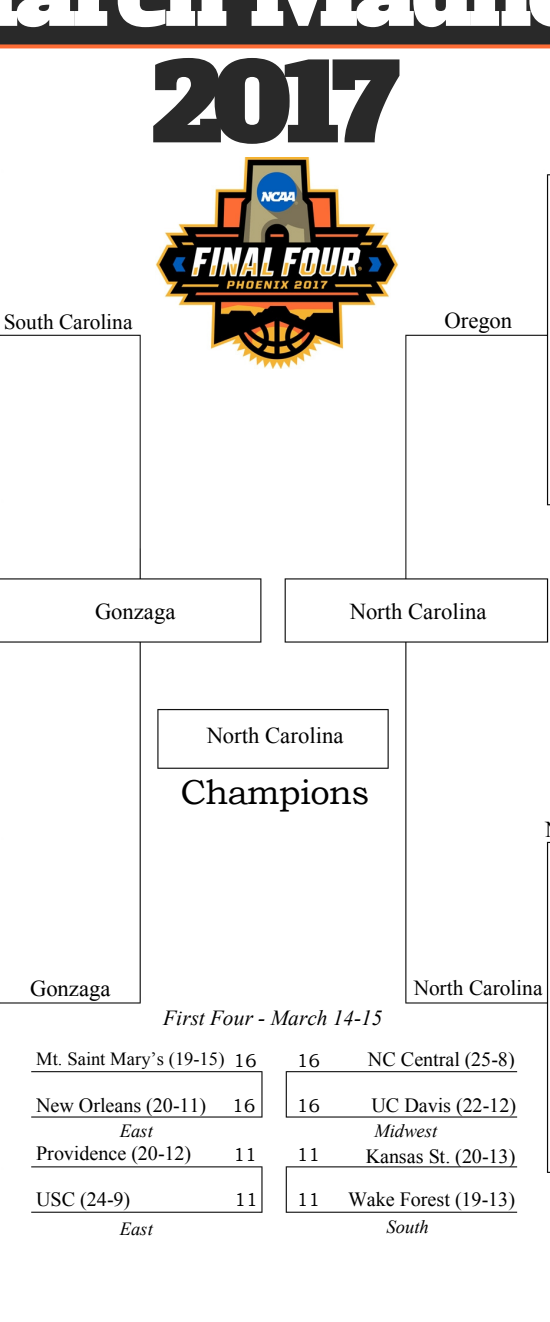 March Madness
2017
NCAA
FINAL FOUR
PHOENIX 2017
South Carolina
Oregon
Gonzaga
North Carolina
North Carolina
Champions
Gonzaga
North Carolina
First Four - March 14-15
Mt. Saint Mary’s (19-15) 16
16 NC Central (25-8)
New Orleans (20-11) 16
16 UC Davis (22-12)
East
Midwest
Providence (20-12) 11
11 Kansas St. (20-13)
USC (24-9) 11
11 Wake Forest (19-13)
East
South